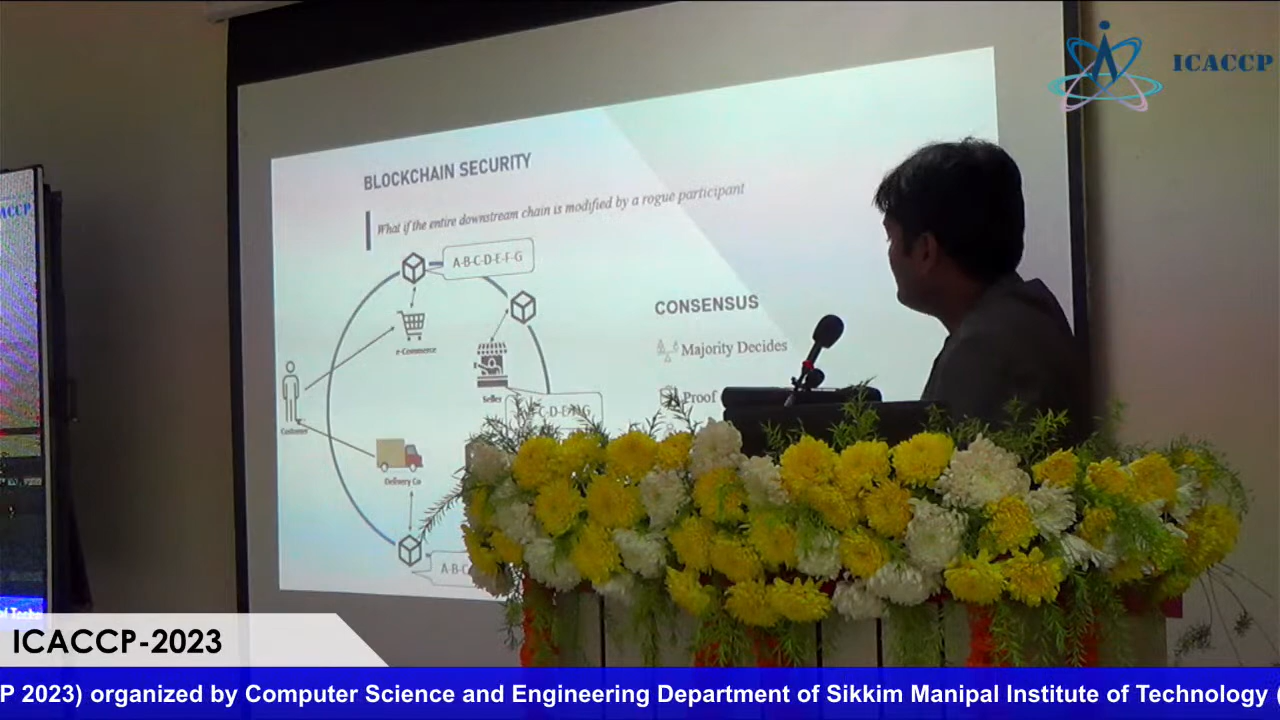 ICACCP
ACCP
BLOCKCHAIN SECURITY
What if the entire downstream chain is modified by a rogue participant
A-B-C-D-E-F-G
CONSENSUS
e-Commerce
Majority Decides
Seller
Proof
Customer
Delivery Co
A-B-C
ICACCP-2023
P 2023) organized by Computer Science and Engineering Department of Sikkim Manipal Institute of Technology (